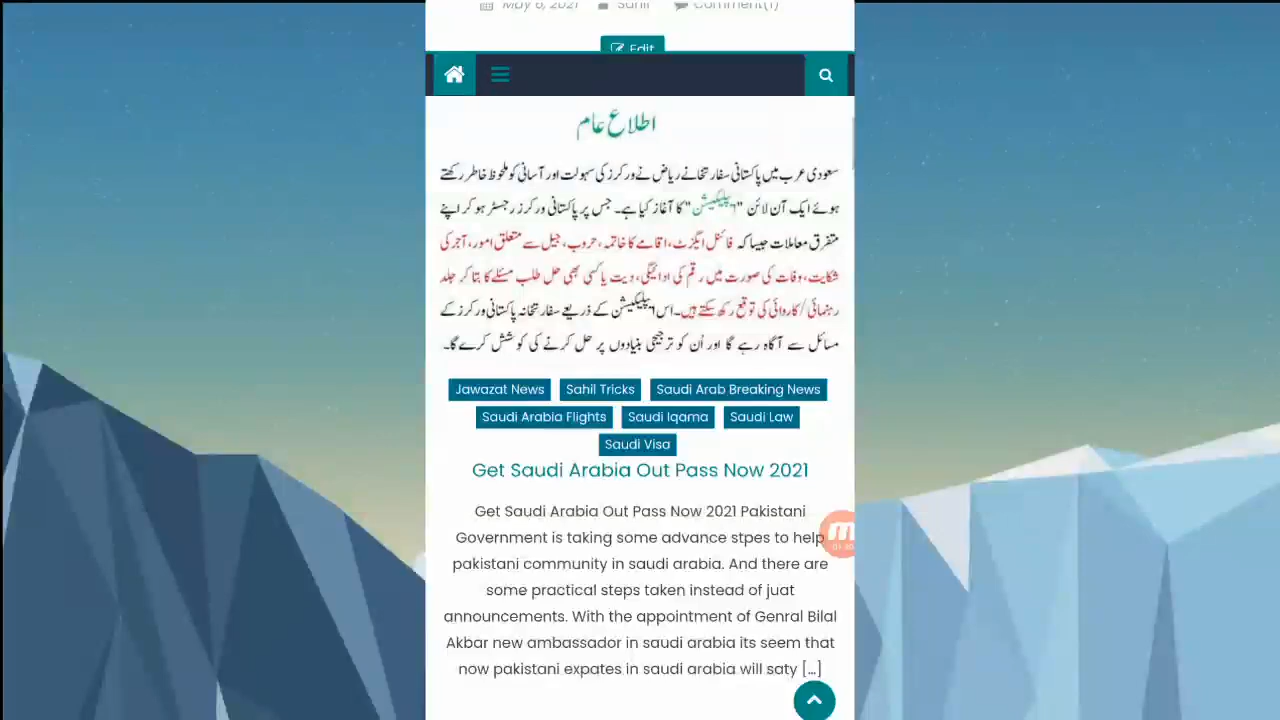 May 6, 2021 Sahil Comment(1)
Edit
اطلاع عام
سعودی عرب میں پاکستانی سفارتخانے ریاض نے ورکرز کی سہولت اور آسانی کو ملحوظ خاطر رکھتے
ہوئے ایک آن لائن "اپلیکیشن" کا آغاز کیا ہے۔ جس پر پاکستانی ورکرز رجسٹر ہو کر اپنے
متفرق معاملات جیسا کہ فائنل ایگزٹ، اقامے کا خاتمہ، حروب، جیل سے متعلق امور، آجر کی
شکایت، وفات کی صورت میں رقم کی ادائیگی، دیت یا کسی بھی حل طلب مسئلے کا بتا کر جلد
رہنمائی/کاروائی کی توقع رکھ سکتے ہیں۔ اس اپلیکیشن کے ذریعے سفارتخانہ پاکستانی ورکرز کے
مسائل سے آگاہ رہے گا اور اُن کو ترجیحی بنیادوں پر حل کرنے کی کوشش کرے گا۔
Jawazat News Sahil Tricks Saudi Arab Breaking News
Saudi Arabia Flights Saudi Iqama Saudi Law
Saudi Visa
Get Saudi Arabia Out Pass Now 2021
Get Saudi Arabia Out Pass Now 2021 Pakistani
Government is taking some advance stpes to help
pakistani community in saudi arabia. And there are
some practical steps taken instead of juat
announcements. With the appointment of Genral Bilal
Akbar new ambassador in saudi arabia its seem that
now pakistani expates in saudi arabia will saty [...]